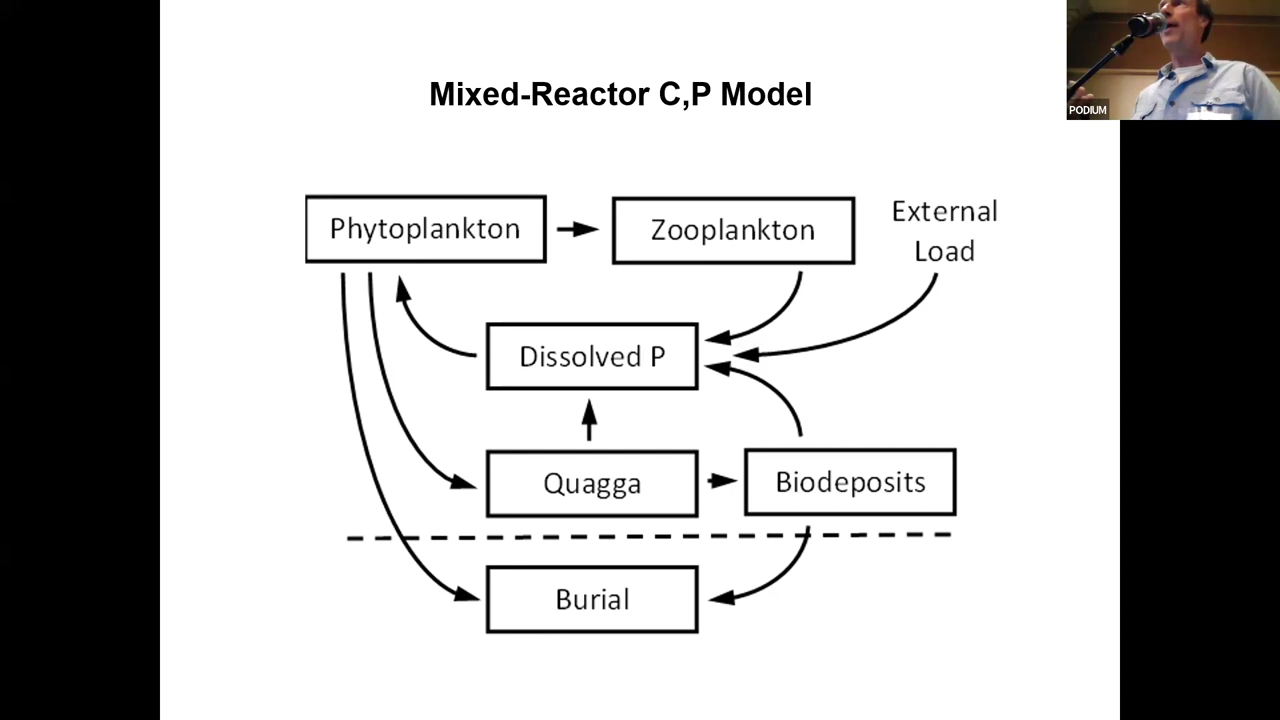 PODIUM
Mixed-Reactor C,P Model
Phytoplankton
Zooplankton
External
Load
Dissolved P
Quagga
Biodeposits
Burial